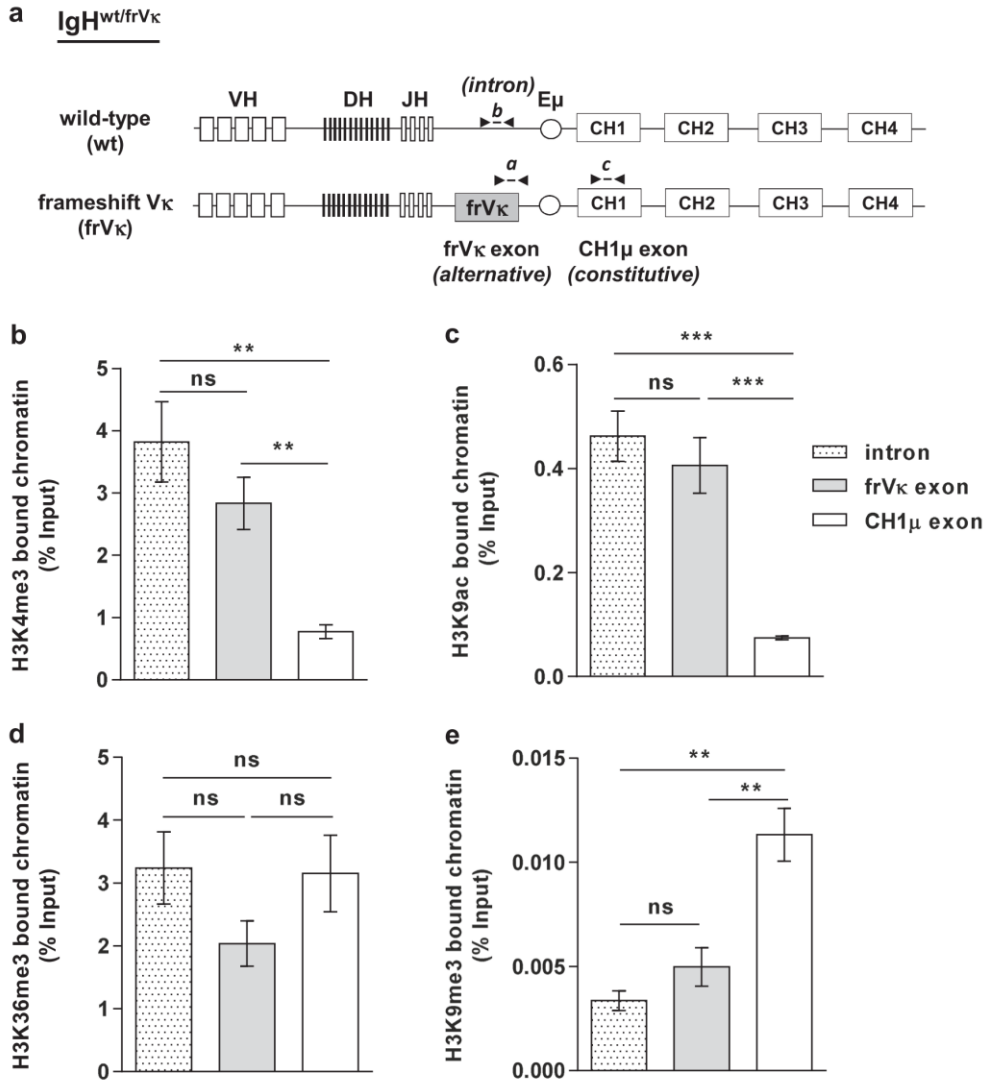 a
IgH^wt/frVκ
(intron)
VH DH JH b Eμ
wild-type
(wt)
CH1 CH2 CH3 CH4
a c
frameshift Vκ
(frVκ)
frVκ CH1 CH2 CH3 CH4
frVκ exon CH1μ exon
(alternative) (constitutive)
b
H3K4me3 bound chromatin
(% Input)
5
4
3
2
1
0
**
ns
**
c
H3K9ac bound chromatin
(% Input)
0.6
0.4
0.2
0.0
***
ns ***
intron
frVκ exon
CH1μ exon
d
H3K36me3 bound chromatin
(% Input)
5
4
3
2
1
0
ns
ns ns
e
H3K9me3 bound chromatin
(% Input)
0.015
0.010
0.005
0.000
**
**
ns